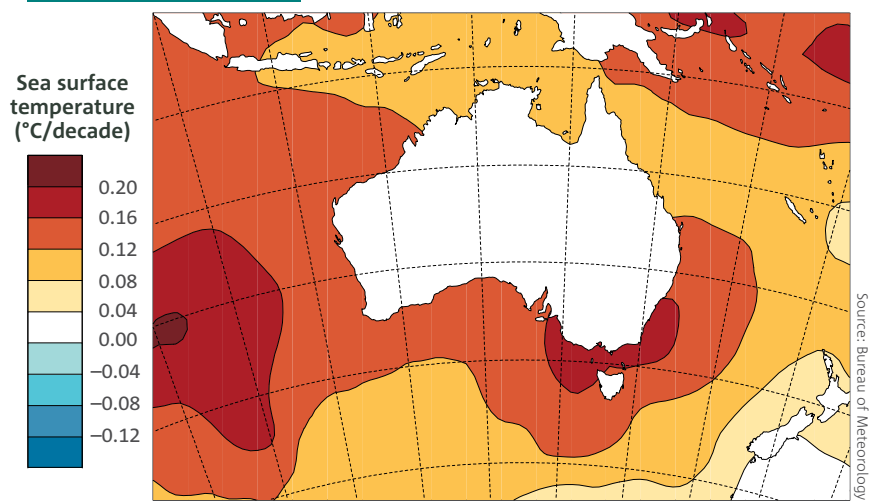 Sea surface
temperature
(°C/decade)
0.20
0.16
0.12
0.08
0.04
0.00
–0.04
–0.08
–0.12
Source: Bureau of Meteorology